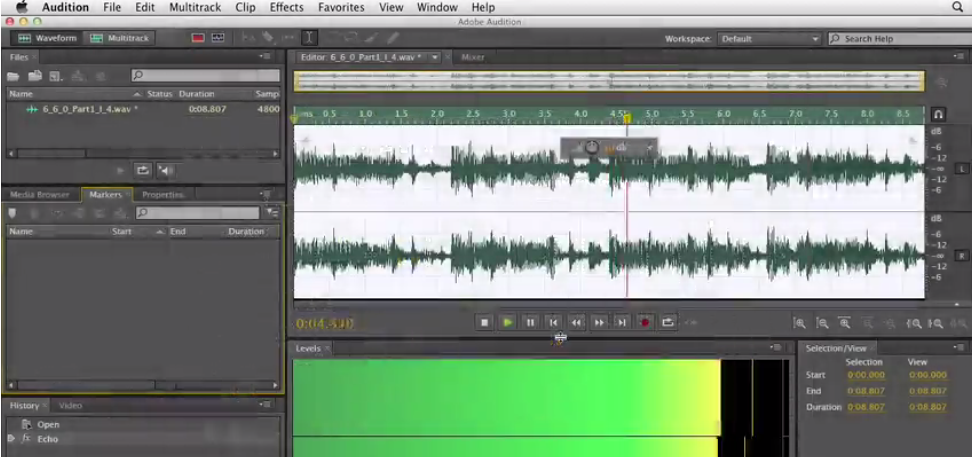 Audition File Edit Multitrack Clip Effects Favorites View Window Help
Adobe Audition
Waveform Multitrack Workspace: Default Search Help
Files Editor: 6_6_0_Part1_I_4.wav * Mixer
Name Status Duration Sampl
6_6_0_Part1_I_4.wav * 0:08.807 4800
hms 0.5 1.0 1.5 2.0 2.5 3.0 3.5 4.0 4.5 5.0 5.5 6.0 6.5 7.0 7.5 8.0 8.5
dB
-6
-12
-12
-6
L
dB
-6
-12
-12
-6
R
Media Browser Markers Properties
Name Start End Duration
Levels Selection/View
Selection View
Start 0:00.000 0:00.000
End 0:08.807 0:08.807
Duration 0:08.807 0:08.807
History Video
Open
fx Echo